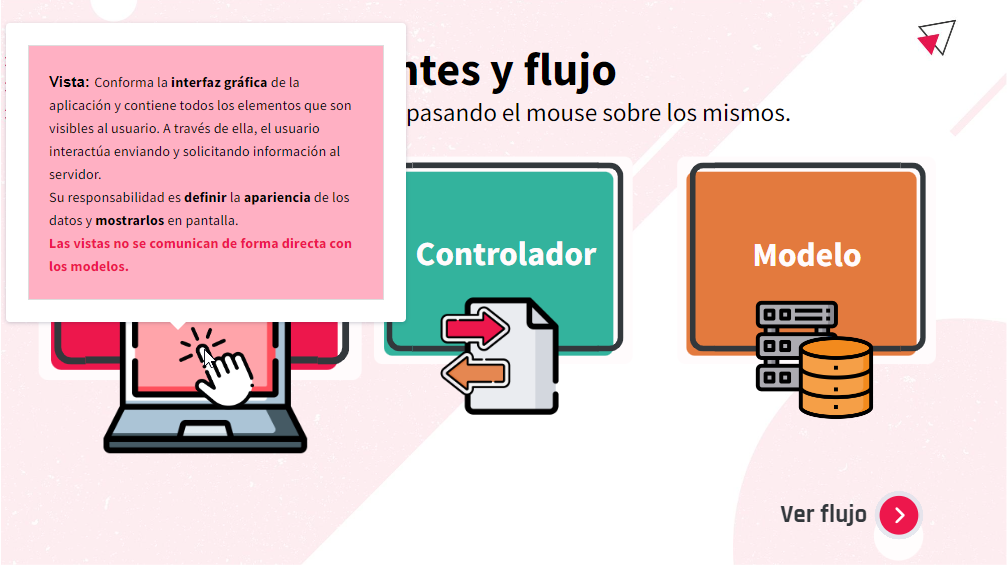 ntes y flujo
pasando el mouse sobre los mismos.
Vista: Conforma la interfaz gráfica de la
aplicación y contiene todos los elementos que son
visibles al usuario. A través de ella, el usuario
interactúa enviando y solicitando información al
servidor.
Su responsabilidad es definir la apariencia de los
datos y mostrarlos en pantalla.
Las vistas no se comunican de forma directa con
los modelos.
Controlador
Modelo
Ver flujo